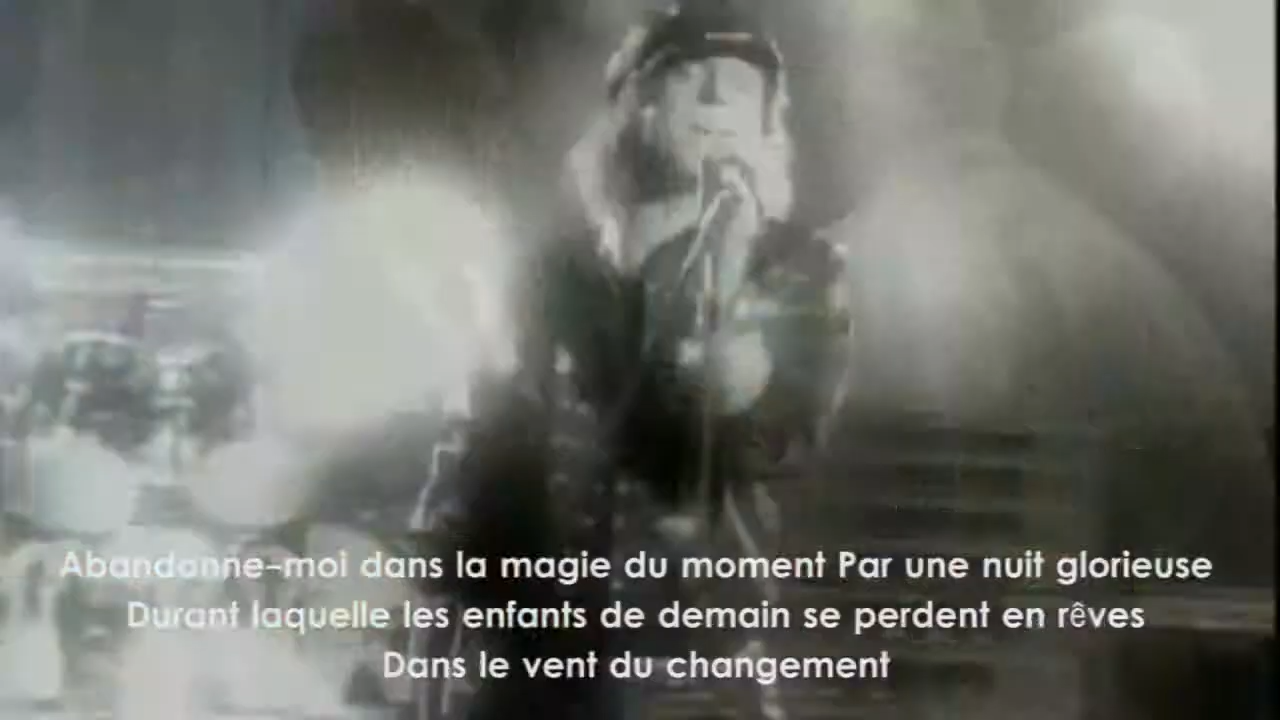 Abandonne-moi dans la magie du moment Par une nuit glorieuse
Durant laquelle les enfants de demain se perdent en rêves
Dans le vent du changement